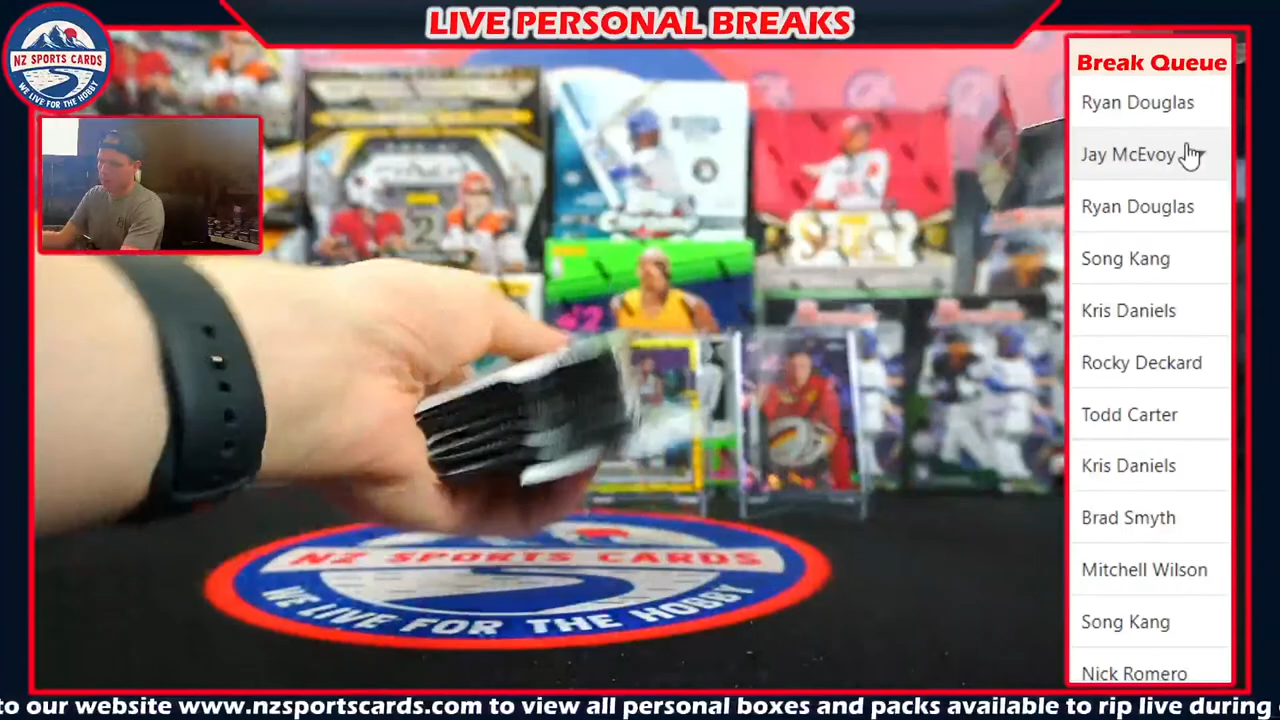 LIVE PERSONAL BREAKS
NZ SPORTS CARDS
WE LIVE FOR THE HOBBY
Break Queue
Ryan Douglas
Jay McEvoy
Ryan Douglas
Song Kang
Kris Daniels
Rocky Deckard
Todd Carter
Kris Daniels
Brad Smyth
Mitchell Wilson
Song Kang
Nick Romero
2
NZ SPORTS CARDS
WE LIVE FOR THE HOBBY
to our website www.nzsportscards.com to view all personal boxes and packs available to rip live during